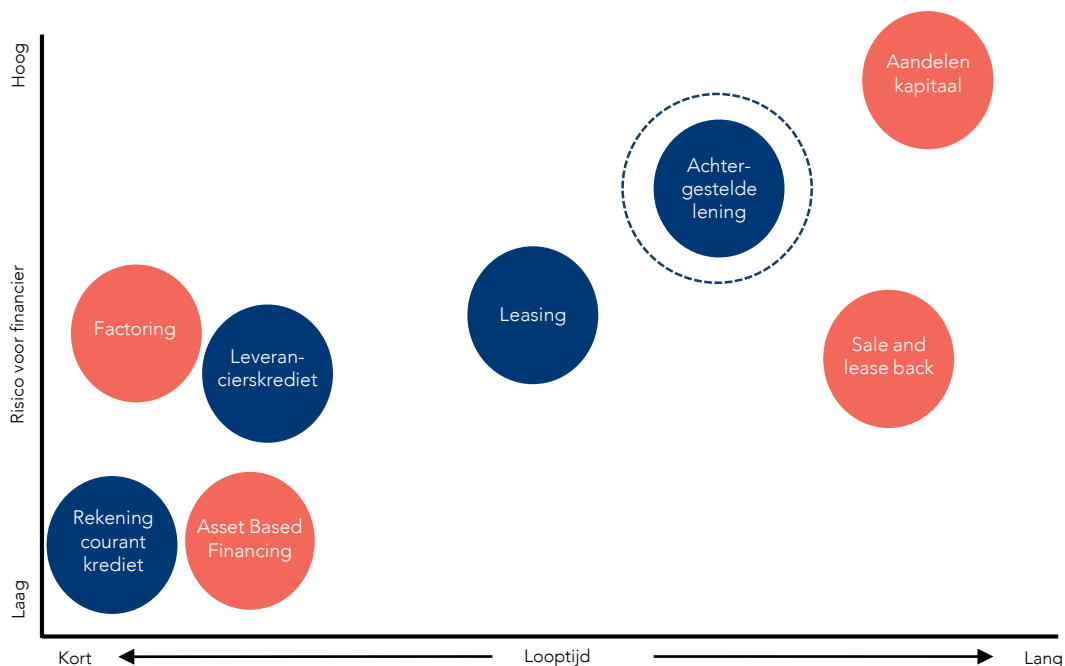 Hoog
Risico voor financier
Laag
Aandelen
kapitaal
Achter-
gestelde
lening
Leasing
Factoring
Leveran-
cierskrediet
Sale and
lease back
Rekening
courant
krediet
Asset Based
Financing
Kort
Looptijd
Lang